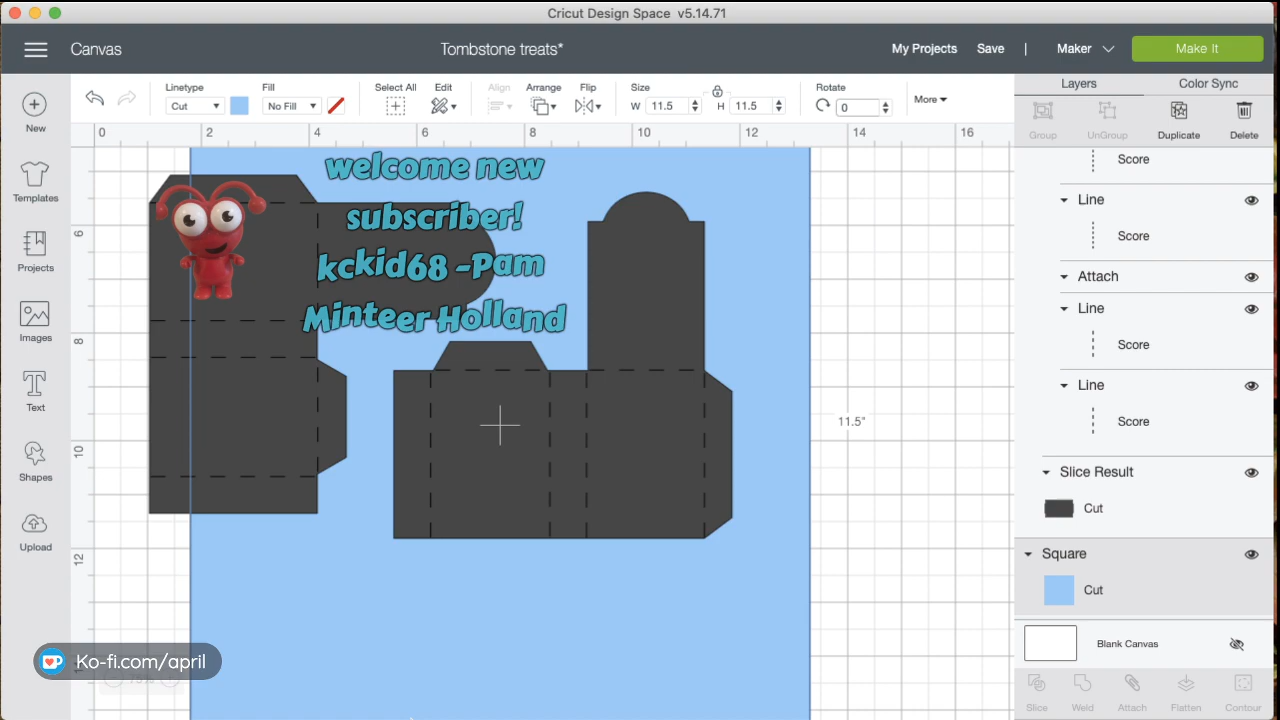 Cricut Design Space v5.14.71
Canvas
Tombstone treats*
My Projects Save | Maker Make It
Linetype Fill Select All Edit Align Arrange Flip Size Rotate
Cut No Fill W 11.5 H 11.5 0 More
Layers Color Sync
Group UnGroup Duplicate Delete
0 2 4 6 8 10 12 14 16
6
8
10
12
New
Templates
Projects
Images
Text
Shapes
Upload
welcome new
subscriber!
kckid68 -Pam
Minteer Holland
11.5"
Score
Line
Score
Attach
Line
Score
Line
Score
Slice Result
Cut
Square
Cut
Blank Canvas
Slice Weld Attach Flatten Contour
Ko-fi.com/april
75%